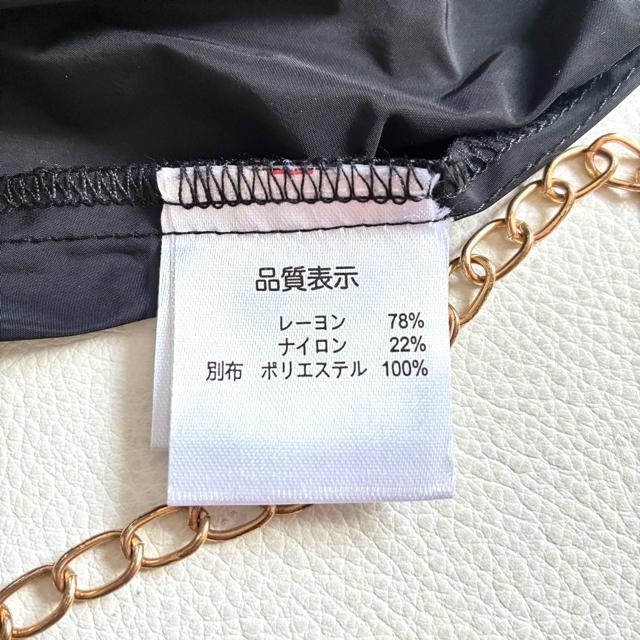 品質表示
レーヨン 78%
ナイロン 22%
別布 ポリエステル 100%